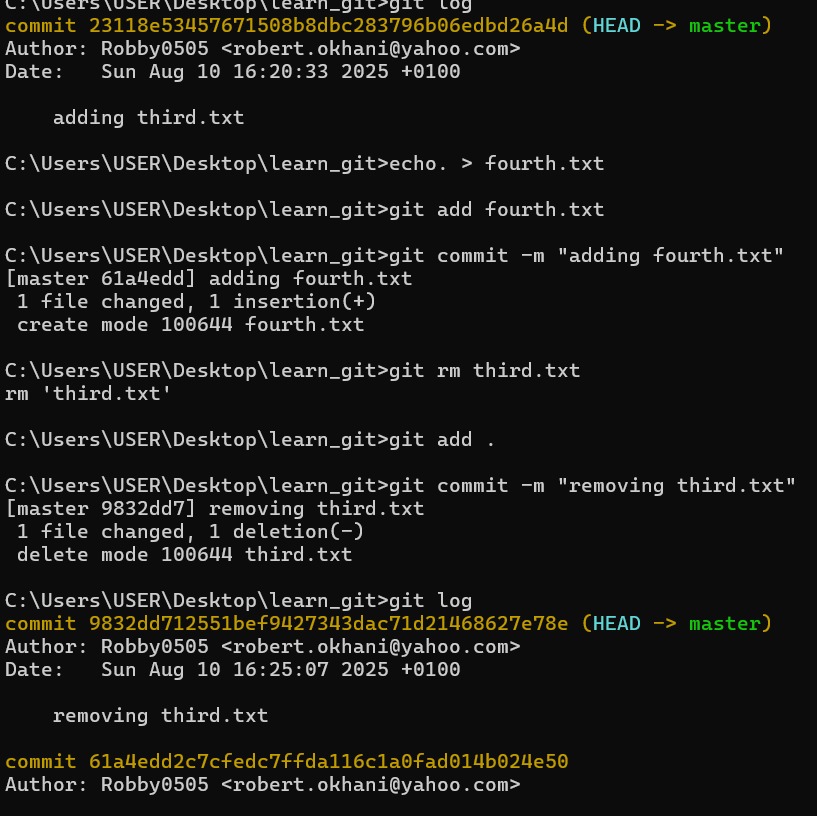 C:\Users\USER\Desktop\learn_git>git log
commit 23118e53457671508b8dbc283796b06edbd26a4d (HEAD -> master)
Author: Robby0505 <robert.okhani@yahoo.com>
Date:   Sun Aug 10 16:20:33 2025 +0100

    adding third.txt

C:\Users\USER\Desktop\learn_git>echo. > fourth.txt

C:\Users\USER\Desktop\learn_git>git add fourth.txt

C:\Users\USER\Desktop\learn_git>git commit -m "adding fourth.txt"
[master 61a4edd] adding fourth.txt
 1 file changed, 1 insertion(+)
 create mode 100644 fourth.txt

C:\Users\USER\Desktop\learn_git>git rm third.txt
rm 'third.txt'

C:\Users\USER\Desktop\learn_git>git add .

C:\Users\USER\Desktop\learn_git>git commit -m "removing third.txt"
[master 9832dd7] removing third.txt
 1 file changed, 1 deletion(-)
 delete mode 100644 third.txt

C:\Users\USER\Desktop\learn_git>git log
commit 9832dd712551bef9427343dac71d21468627e78e (HEAD -> master)
Author: Robby0505 <robert.okhani@yahoo.com>
Date:   Sun Aug 10 16:25:07 2025 +0100

    removing third.txt

commit 61a4edd2c7cfedc7ffda116c1a0fad014b024e50
Author: Robby0505 <robert.okhani@yahoo.com>